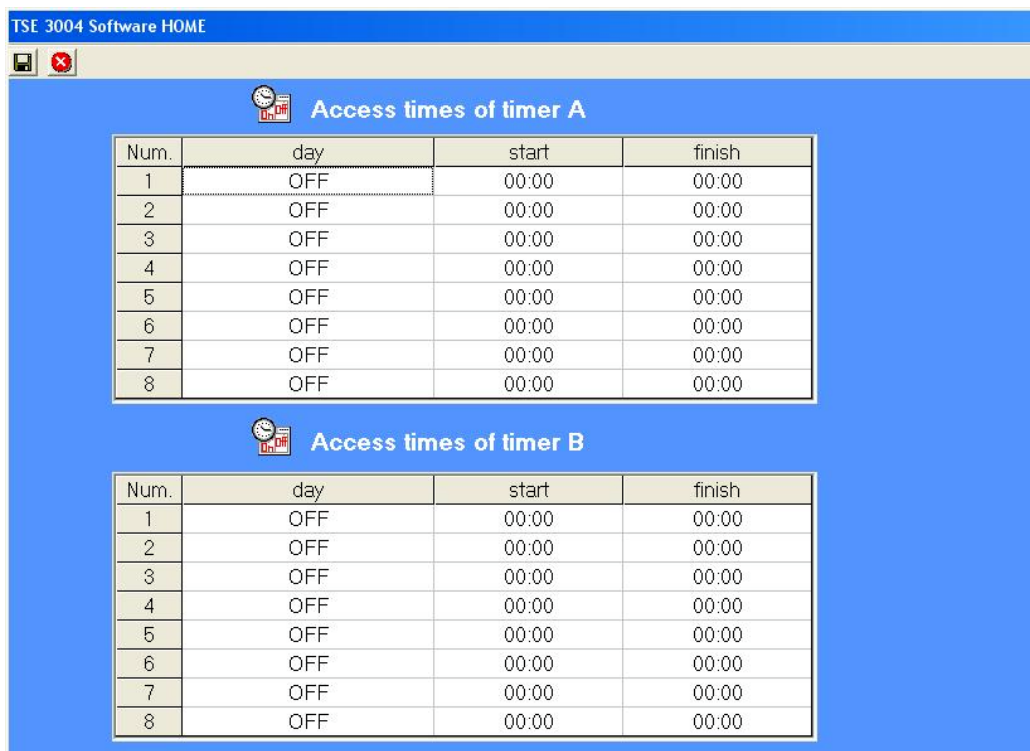 TSE 3004 Software HOME
Access times of timer A
Num. day start finish
1 OFF 00:00 00:00
2 OFF 00:00 00:00
3 OFF 00:00 00:00
4 OFF 00:00 00:00
5 OFF 00:00 00:00
6 OFF 00:00 00:00
7 OFF 00:00 00:00
8 OFF 00:00 00:00
Access times of timer B
Num. day start finish
1 OFF 00:00 00:00
2 OFF 00:00 00:00
3 OFF 00:00 00:00
4 OFF 00:00 00:00
5 OFF 00:00 00:00
6 OFF 00:00 00:00
7 OFF 00:00 00:00
8 OFF 00:00 00:00